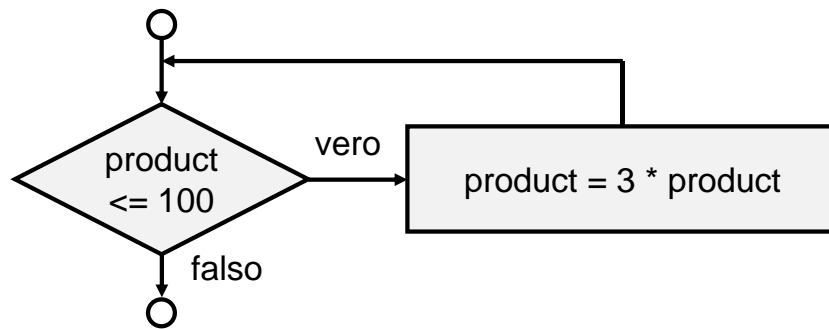 product
<= 100
vero
product = 3 * product
falso